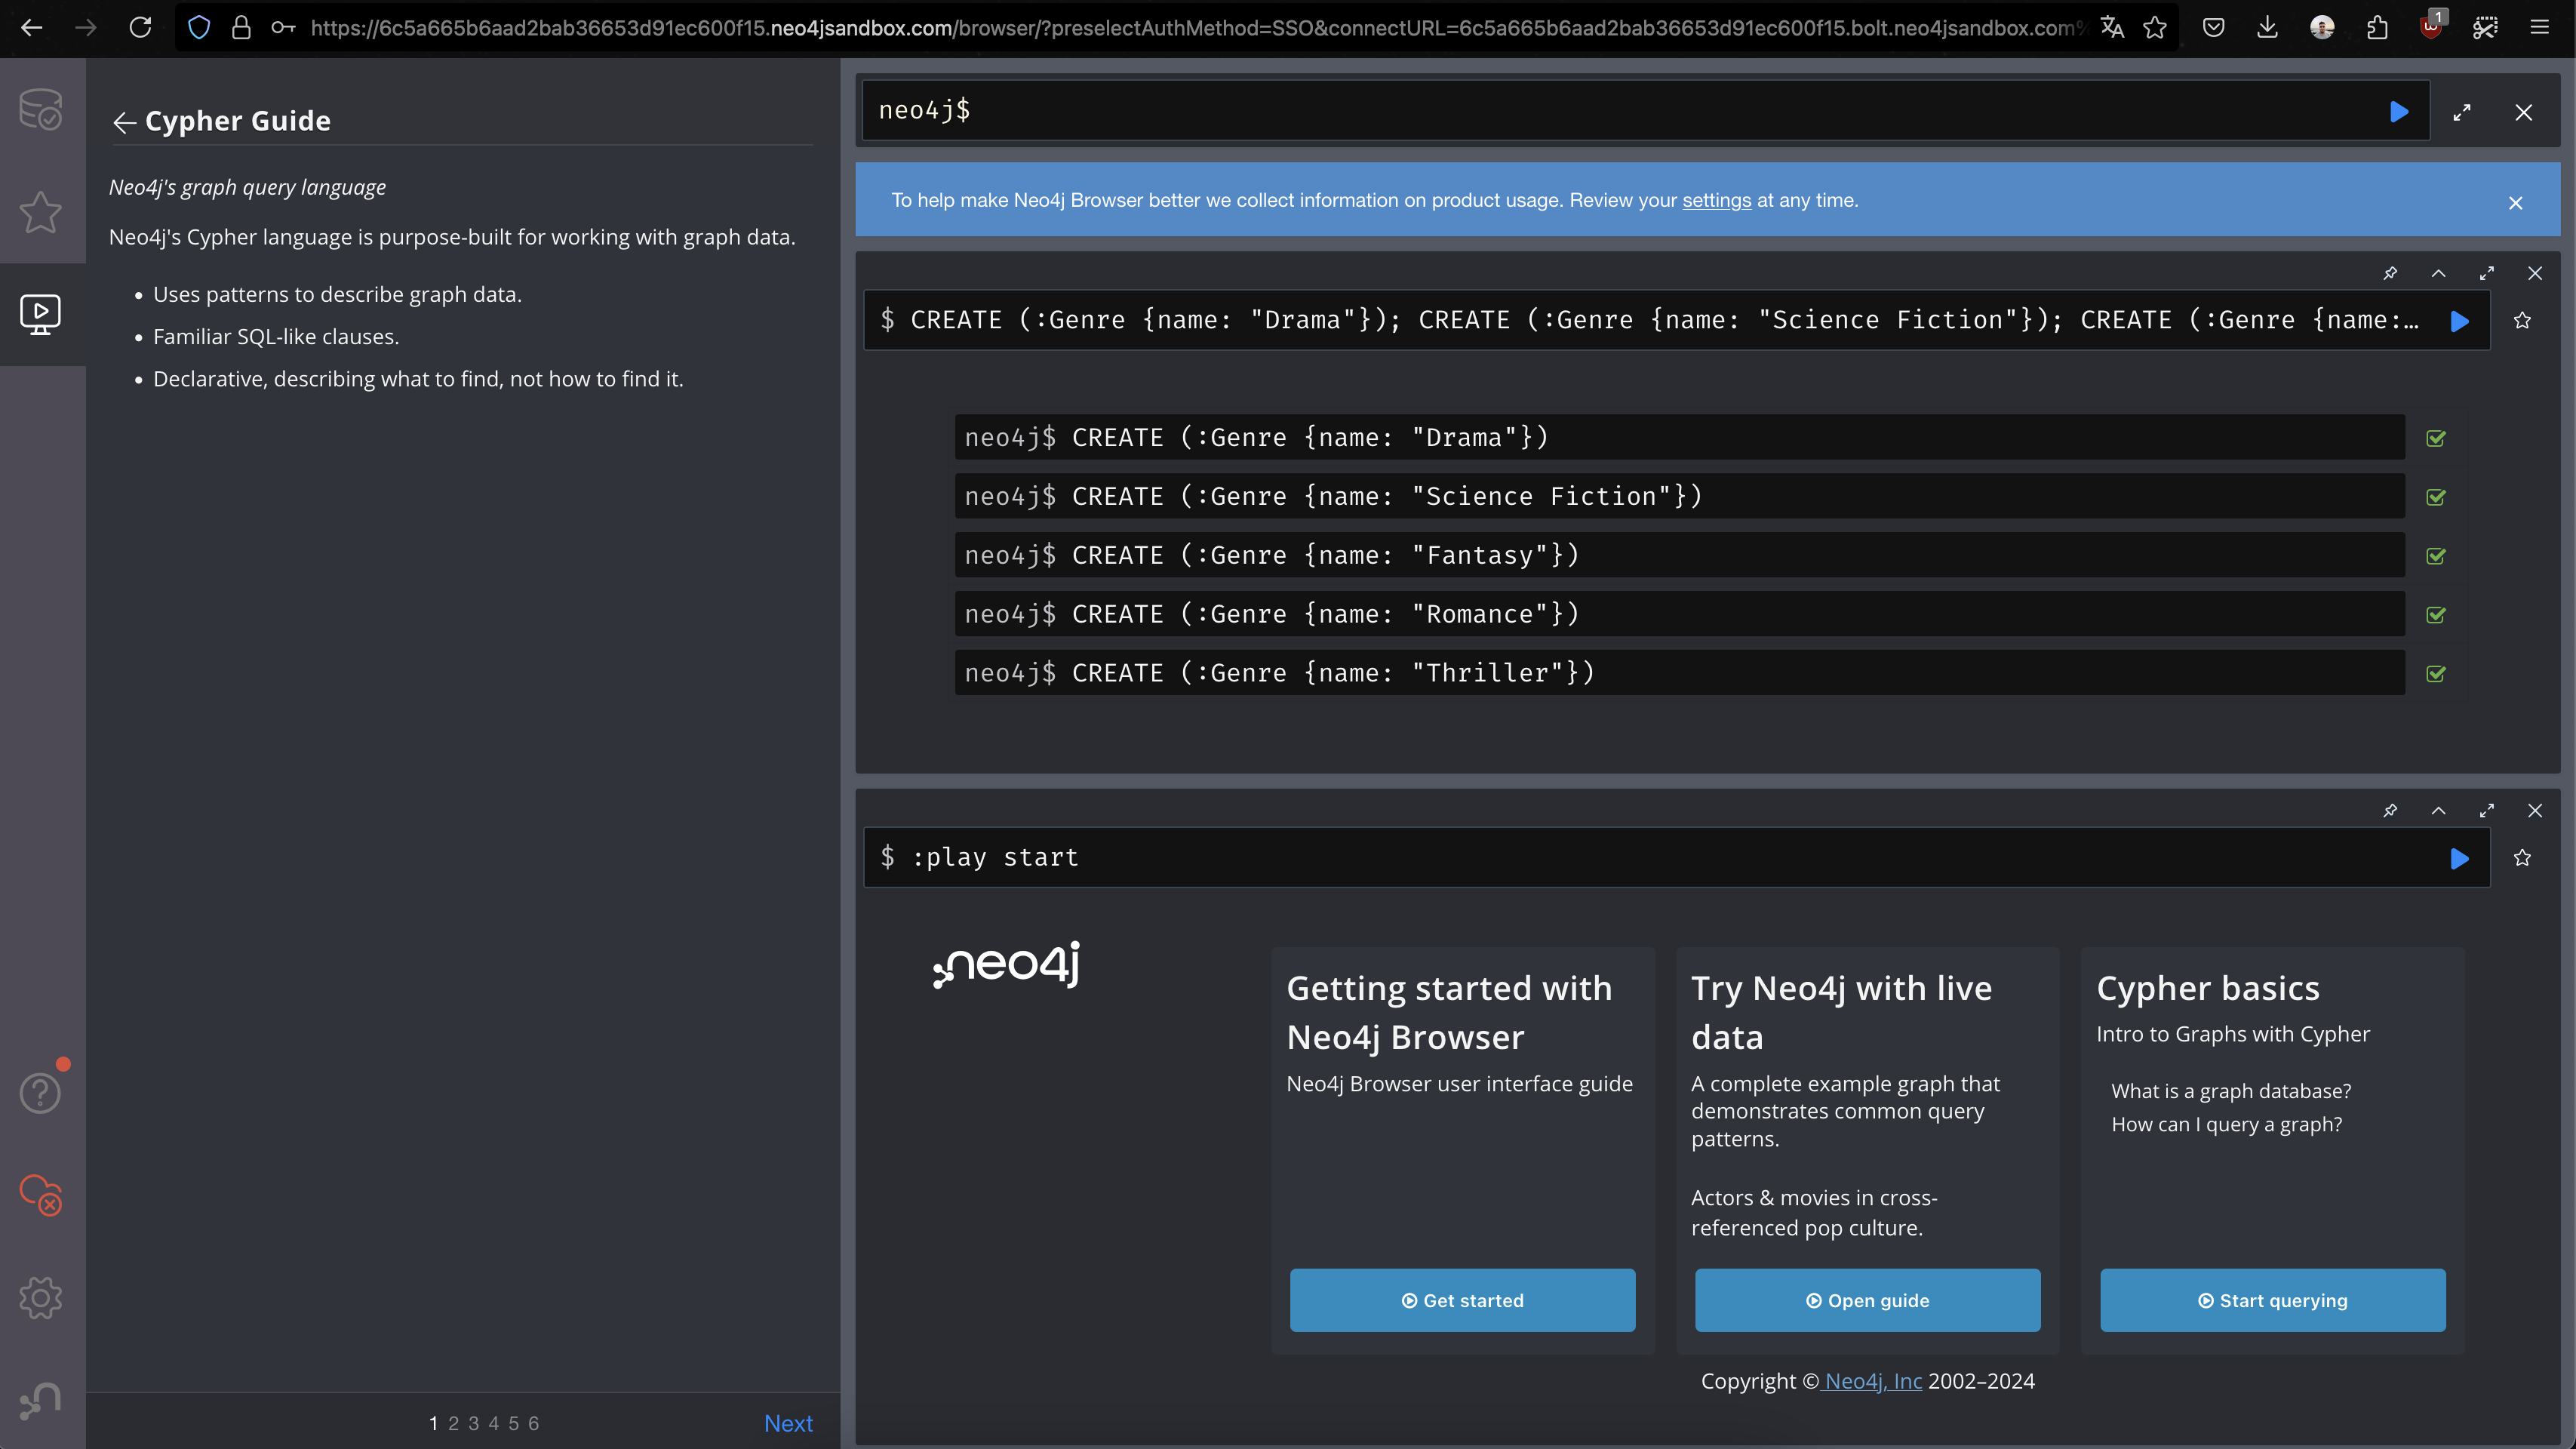 https://6c5a665b6aad2bab36653d91ec600f15.neo4jsandbox.com/browser/?preselectAuthMethod=SSO&connectURL=6c5a665b6aad2bab36653d91ec600f15.bolt.neo4jsandbox.com%
1
Cypher Guide
Neo4j's graph query language
Neo4j's Cypher language is purpose-built for working with graph data.
• Uses patterns to describe graph data.
• Familiar SQL-like clauses.
• Declarative, describing what to find, not how to find it.
1 2 3 4 5 6
Next
neo4j$
To help make Neo4j Browser better we collect information on product usage. Review your settings at any time.
$ CREATE (:Genre {name: "Drama"}); CREATE (:Genre {name: "Science Fiction"}); CREATE (:Genre {name:…
neo4j$ CREATE (:Genre {name: "Drama"})
neo4j$ CREATE (:Genre {name: "Science Fiction"})
neo4j$ CREATE (:Genre {name: "Fantasy"})
neo4j$ CREATE (:Genre {name: "Romance"})
neo4j$ CREATE (:Genre {name: "Thriller"})
$ :play start
neo4j
Getting started with
Neo4j Browser
Neo4j Browser user interface guide
Get started
Try Neo4j with live
data
A complete example graph that
demonstrates common query
patterns.
Actors & movies in cross-
referenced pop culture.
Open guide
Cypher basics
Intro to Graphs with Cypher
What is a graph database?
How can I query a graph?
Start querying
Copyright © Neo4j, Inc 2002–2024